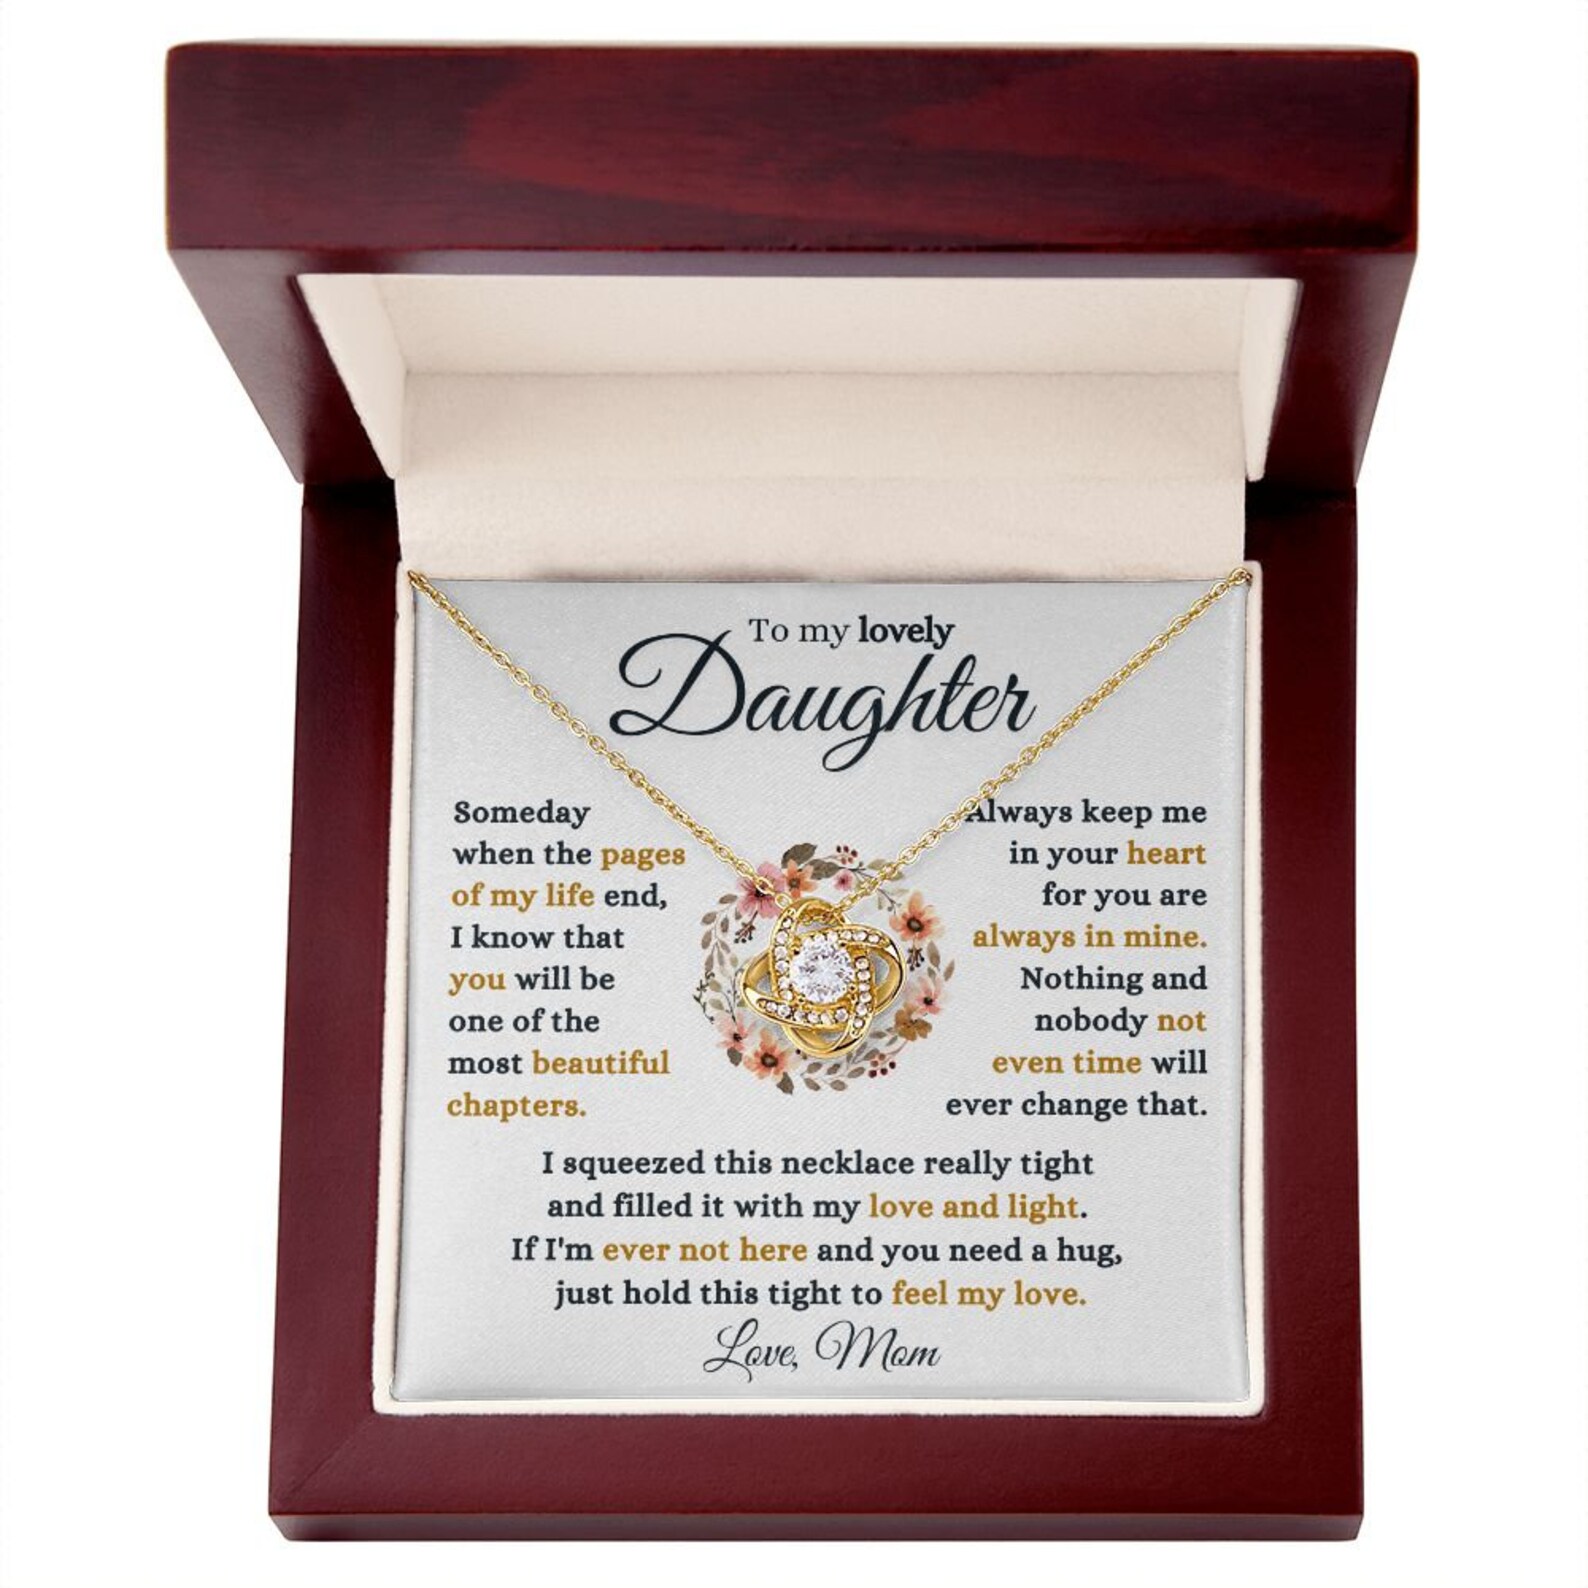 To my lovely
Daughter
Someday
when the pages
of my life end,
I know that
you will be
one of the
most beautiful
chapters.
Always keep me
in your heart
for you are
always in mine.
Nothing and
nobody not
even time will
ever change that.
I squeezed this necklace really tight
and filled it with my love and light.
If I'm ever not here and you need a hug,
just hold this tight to feel my love.
Love, Mom